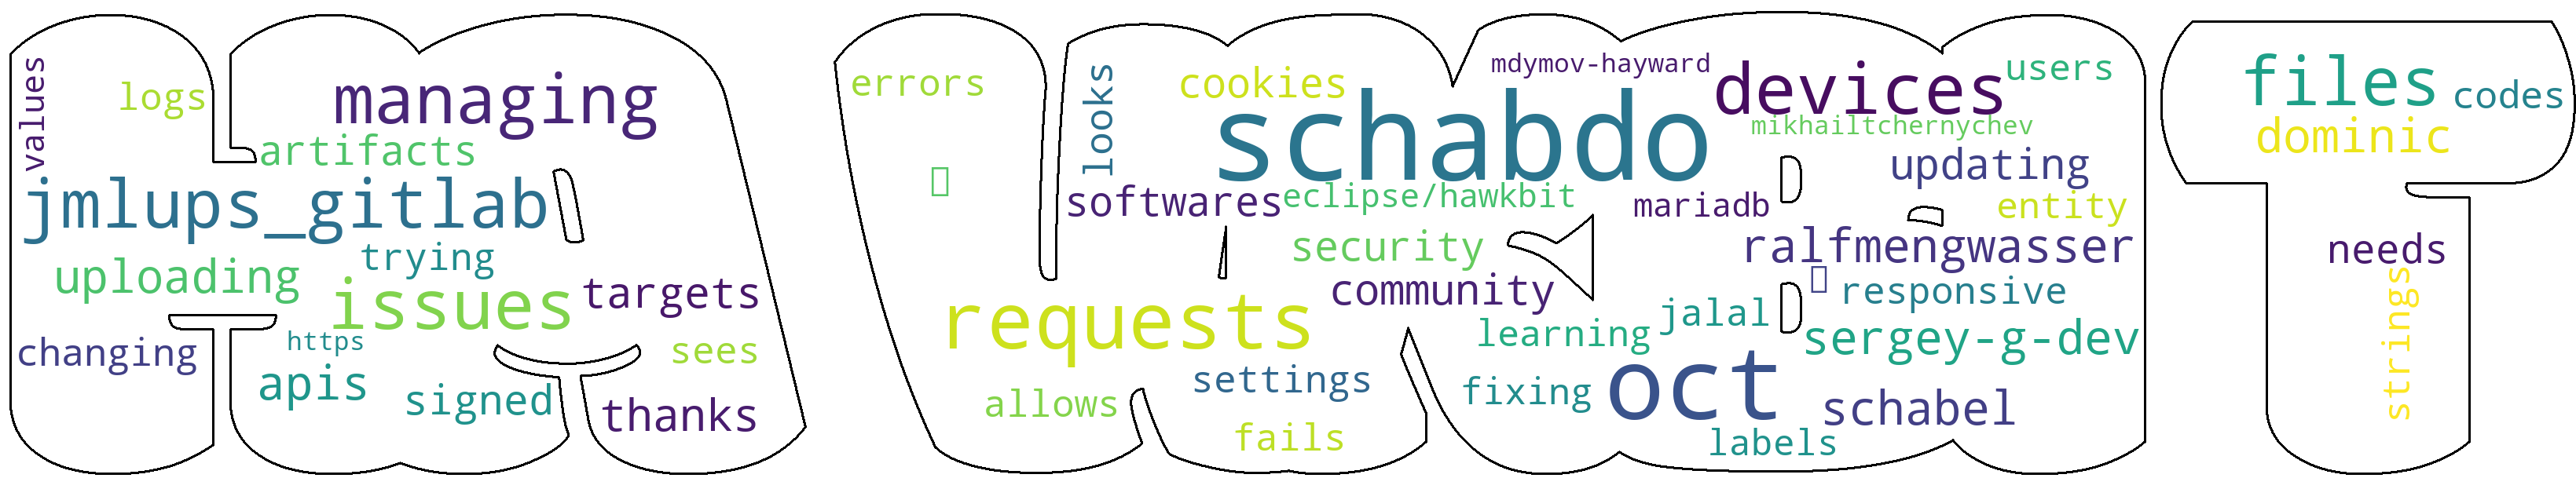 values
logs
managing
artifacts
jmlups_gitlab
trying
uploading
issues
targets
changing
https
sees
apis
signed
thanks
errors
looks
cookies
mdymov-hayward
devices
users
schabdo
mikhailtchernychev
updating
softwares
eclipse/hawkbit
mariadb
entity
security
ralfmengwasser
community
responsive
requests
learning
jalal
sergey-g-dev
settings
fixing
oct
allows
schabel
fails
labels
files
codes
dominic
needs
strings